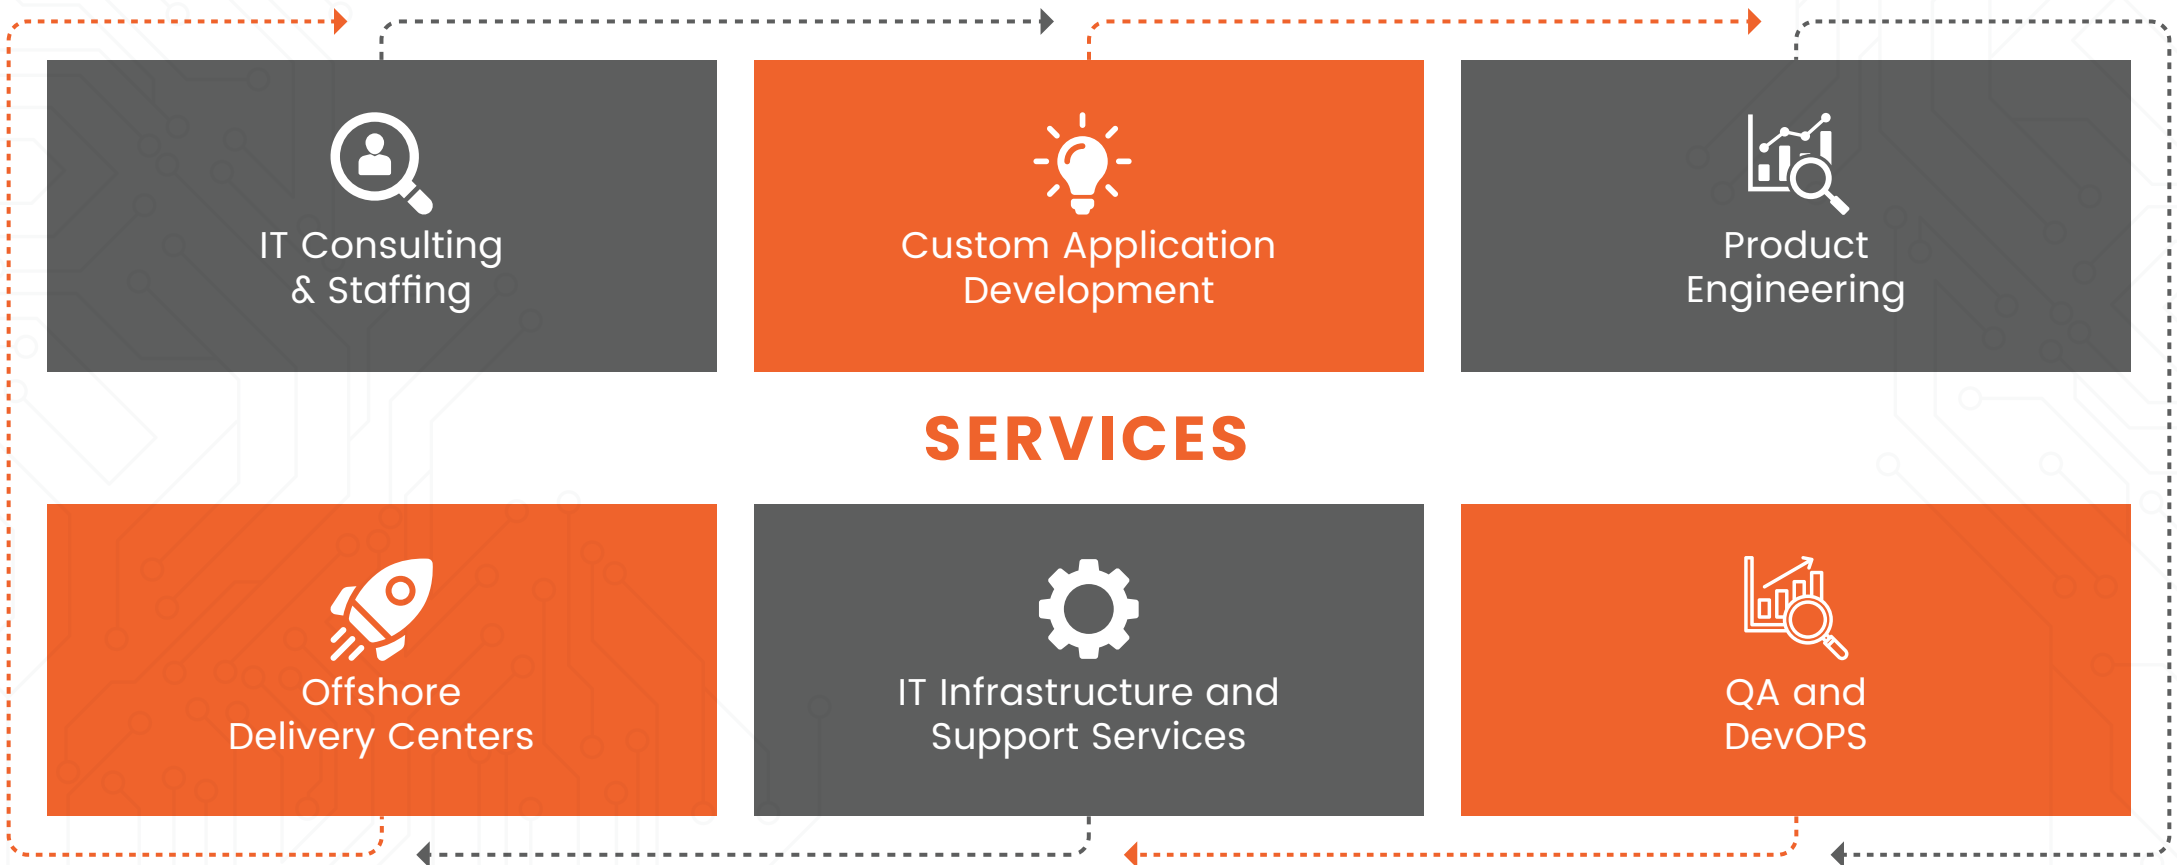 IT Consulting
& Staffing
Custom Application
Development
Product
Engineering
SERVICES
Offshore
Delivery Centers
IT Infrastructure and
Support Services
QA and
DevOPS